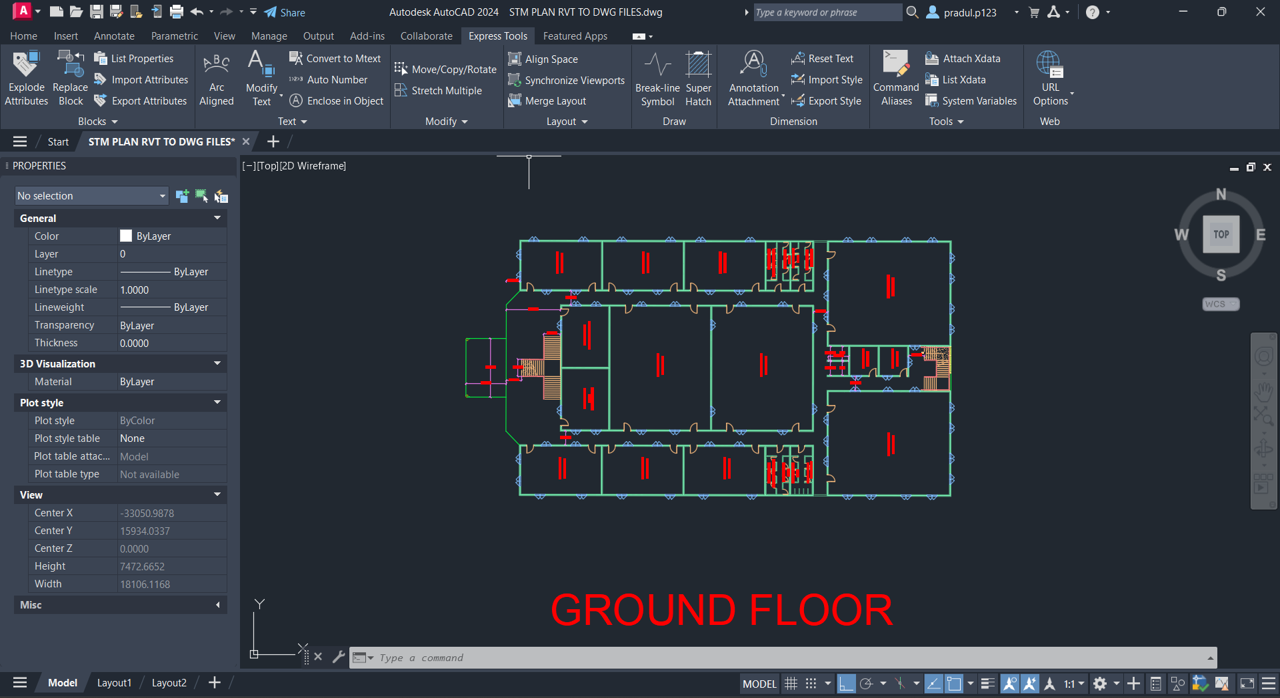 A Share Autodesk AutoCAD 2024 STM PLAN RVT TO DWG FILES.dwg Type a keyword or phrase pradul.p123
Home Insert Annotate Parametric View Manage Output Add-ins Collaborate Express Tools Featured Apps
Explode Attributes
Replace Block
List Properties
Import Attributes
Export Attributes
Blocks
Arc Aligned
Modify Text
Convert to Mtext
Auto Number
Enclose in Object
Text
Move/Copy/Rotate
Stretch Multiple
Modify
Align Space
Synchronize Viewports
Merge Layout
Layout
Break-line Symbol
Super Hatch
Draw
Annotation Attachment
Reset Text
Import Style
Export Style
Dimension
Command Aliases
Attach Xdata
List Xdata
System Variables
Tools
URL Options
Web
Start STM PLAN RVT TO DWG FILES*
PROPERTIES
No selection
General
Color ByLayer
Layer 0
Linetype ByLayer
Linetype scale 1.0000
Lineweight ByLayer
Transparency ByLayer
Thickness 0.0000
3D Visualization
Material ByLayer
Plot style
Plot style ByColor
Plot style table None
Plot table attac... Model
Plot table type Not available
View
Center X -33050.9878
Center Y 15934.0337
Center Z 0.0000
Height 7472.6652
Width 18106.1168
Misc
[−][Top][2D Wireframe]
N
W TOP E
S
WCS
GROUND FLOOR
Y
X
Type a command
Model Layout1 Layout2
MODEL 1:1